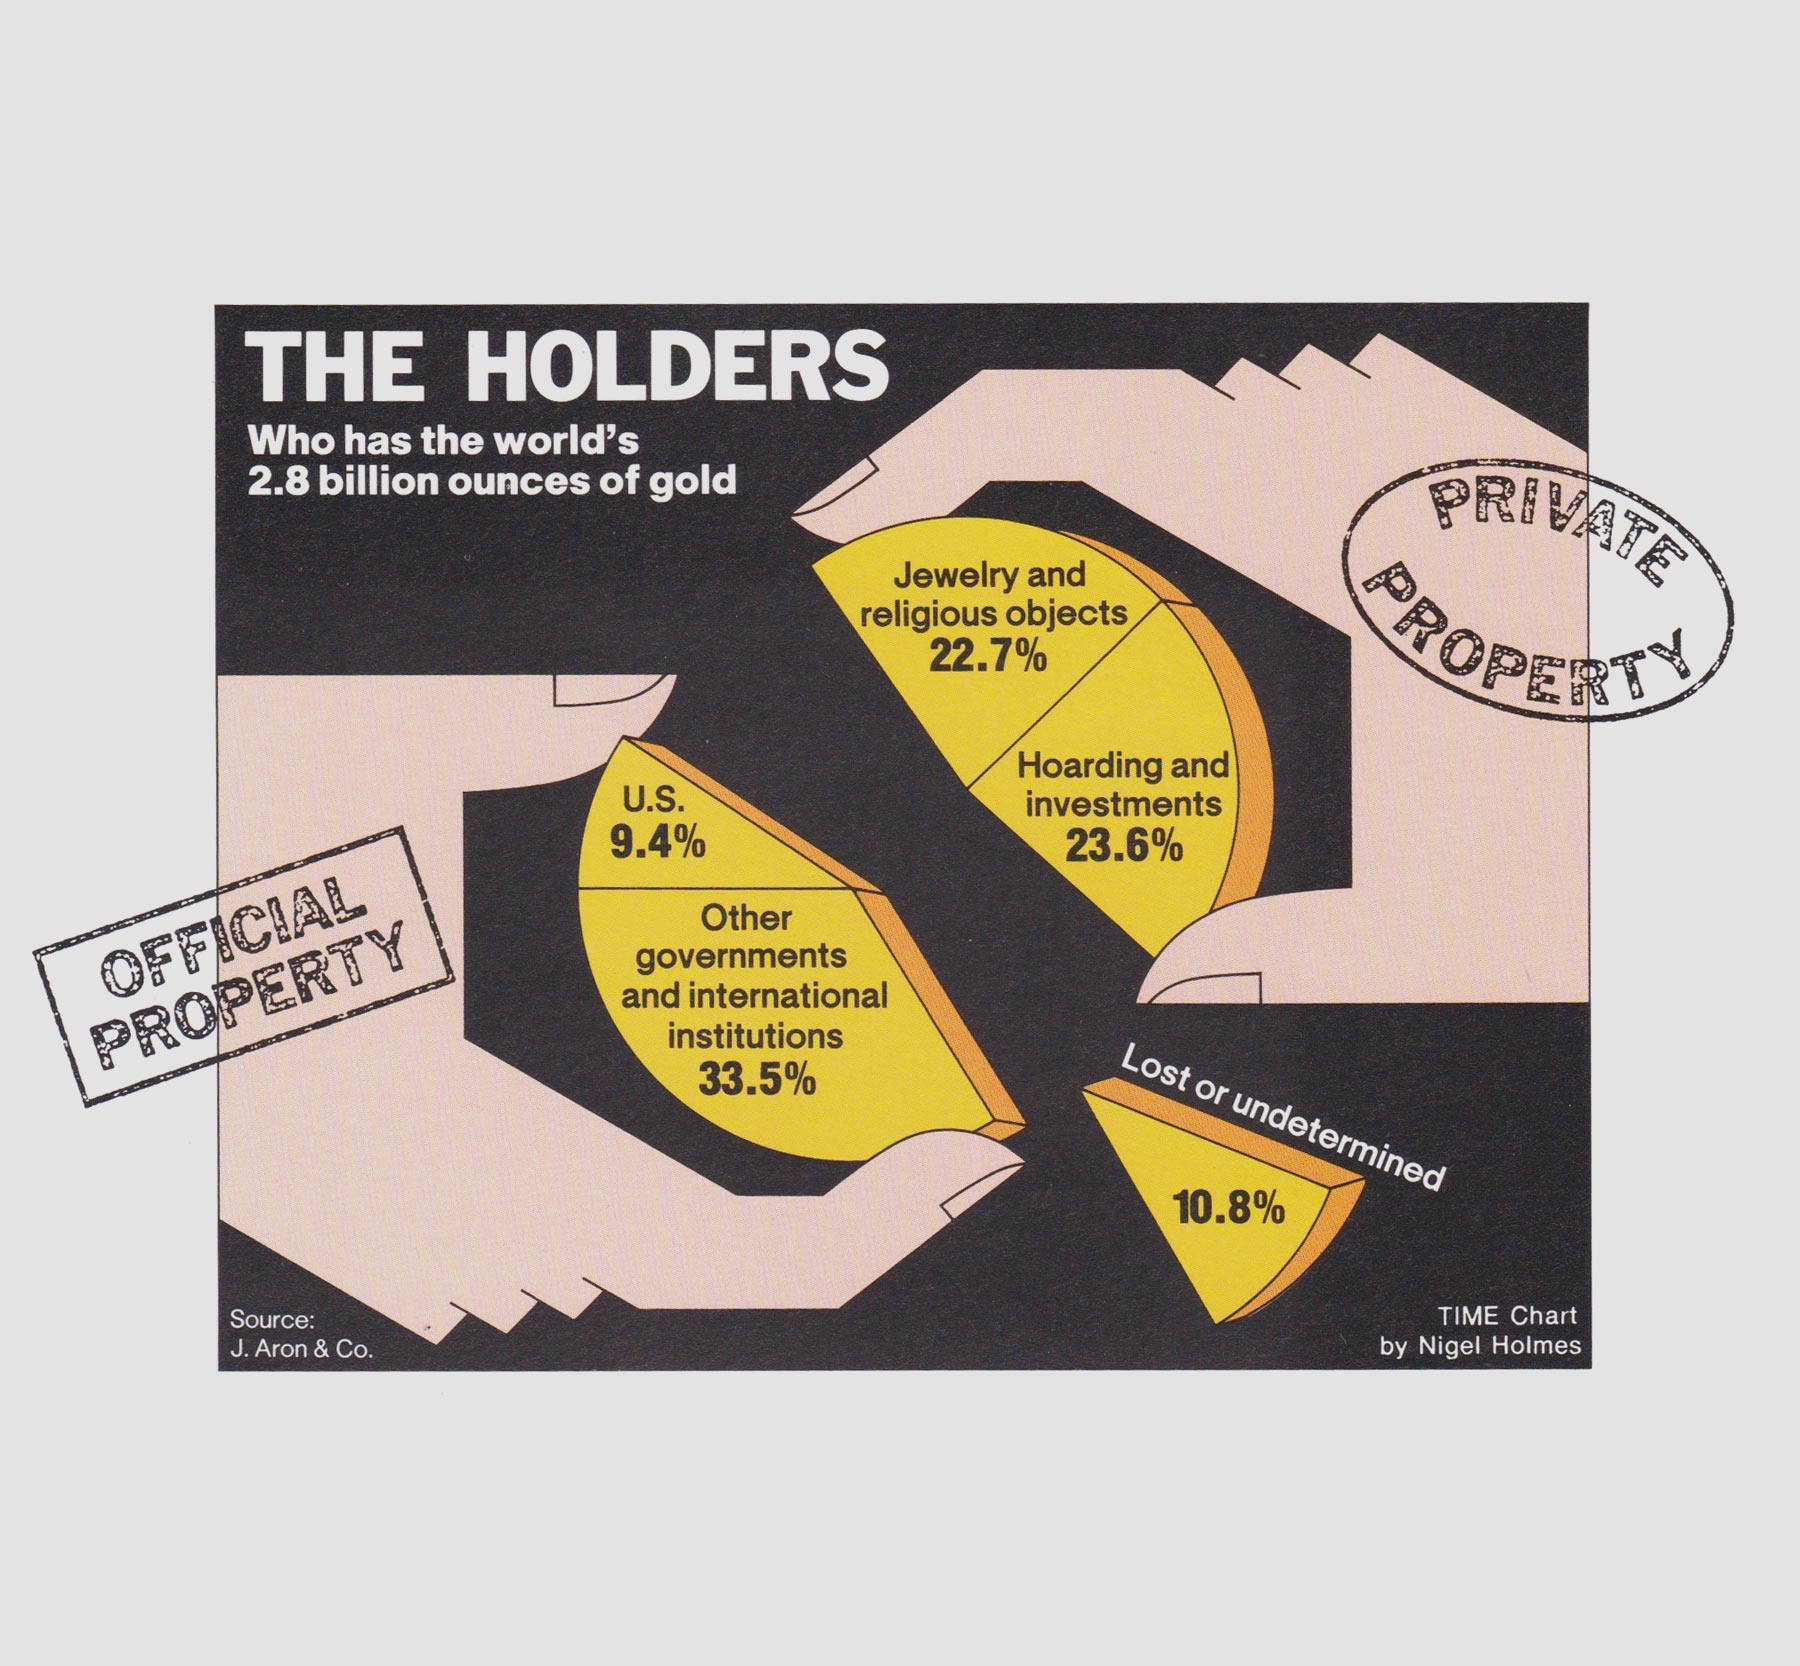 THE HOLDERS
Who has the world's
2.8 billion ounces of gold
PRIVATE
PROPERTY
Jewelry and
religious objects
22.7%
Hoarding and
investments
23.6%
U.S.
9.4%
OFFICIAL
PROPERTY
Other
governments
and international
institutions
33.5%
Lost or undetermined
10.8%
Source:
J. Aron & Co.
TIME Chart
by Nigel Holmes